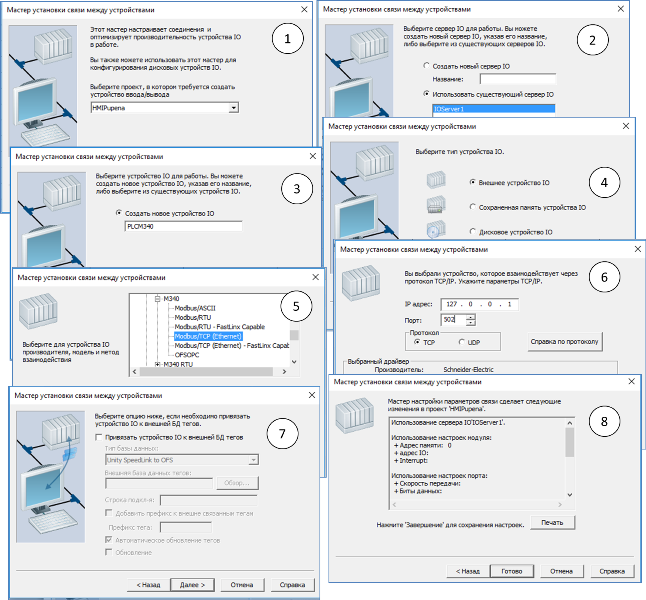 Мастер установки связи между устройствами
Этот мастер настраивает соединения и
оптимизирует производительность устройства IO
в работе.
Вы также можете использовать этот мастер для
конфигурирования дисковых устройств IO.
Выберите проект, в котором требуется создать
устройство ввода/вывода
HMIPupena
1
Мастер установки связи между устройствами
Выберите сервер IO для работы. Вы можете
создать новый сервер IO, указав его название,
либо выберите из существующих серверов IO.
Создать новый сервер IO
Название:
Использовать существующий сервер IO
IOServer1
2
Мастер установки связи между устройствами
Выберите устройство IO для работы. Вы можете
создать новое устройство IO, указав его название,
либо выберите из существующих устройств IO.
Создать новое устройство IO
PLCM340
3
Мастер установки связи между устройствами
Выберите тип устройства IO.
Внешнее устройство IO
Сохраненная память устройства IO
Дисковое устройство IO
4
Мастер установки связи между устройствами
M340
Modbus/ASCII
Modbus/RTU
Modbus/RTU - FastLinx Capable
Modbus/TCP (Ethernet)
Modbus/TCP (Ethernet) - FastLinx Capab
OFSOPC
M340 RTU
Выберите для устройства IO
производителя, модель и метод
взаимодействия
5
Мастер установки связи между устройствами
Вы выбрали устройство, которое взаимодействует через
протокол TCP/IP. Укажите параметры TCP/IP.
IP адрес: 127 . 0 . 0 . 1
Порт: 502
Протокол
TCP UDP
Справка по протоколу
Выбранный драйвер
Производитель: Schneider-Electric
6
Мастер установки связи между устройствами
Выберите опцию ниже, если необходимо привязать
устройство IO к внешней БД тегов.
Привязать устройство IO к внешней БД тегов
Тип базы данных:
Unity SpeedLink to OFS
Внешняя база данных тегов:
Обзор...
Строка подкл-я:
Добавить префикс к внешне связанным тегам
Префикс тега:
Автоматическое обновление тегов
Обновление
< Назад Далее > Отмена Справка
7
Мастер установки связи между устройствами
Мастер настройки параметров связи сделает следующие
изменения в проект 'HMIPupena'.
Использование сервера IO'IOServer1'.
Использование настроек модуля:
+ Адрес памяти: 0
+ адрес IO:
+ Interrupt:
Использование настроек порта:
+ Скорость передачи:
+ Биты данных:
Нажмите 'Завершение' для сохранения настроек.
Печать
< Назад Готово Отмена Справка
8